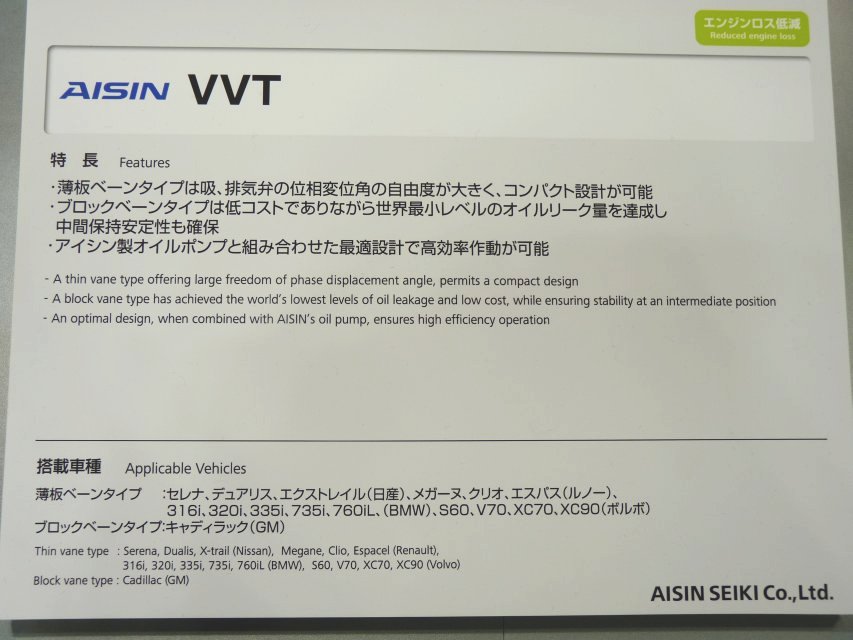 エンジンロス低減
Reduced engine loss
AISIN VVT
特 長 Features
・薄板ベーンタイプは吸、排気弁の位相変位角の自由度が大きく、コンパクト設計が可能
・ブロックベーンタイプは低コストでありながら世界最小レベルのオイルリーク量を達成し
中間保持安定性も確保
・アイシン製オイルポンプと組み合わせた最適設計で高効率作動が可能
- A thin vane type offering large freedom of phase displacement angle, permits a compact design
- A block vane type has achieved the world's lowest levels of oil leakage and low cost, while ensuring stability at an intermediate position
- An optimal design, when combined with AISIN's oil pump, ensures high efficiency operation
搭載車種 Applicable Vehicles
薄板ベーンタイプ :セレナ、デュアリス、エクストレイル(日産)、メガーヌ、クリオ、エスパス(ルノー)、
316i、320i、335i、735i、760iL、(BMW)、S60、V70、XC70、XC90(ボルボ)
ブロックベーンタイプ:キャディラック(GM)
Thin vane type : Serena, Dualis, X-trail (Nissan), Megane, Clio, Espacel (Renault),
316i, 320i, 335i, 735i, 760iL (BMW), S60, V70, XC70, XC90 (Volvo)
Block vane type : Cadillac (GM)
AISIN SEIKI Co.,Ltd.